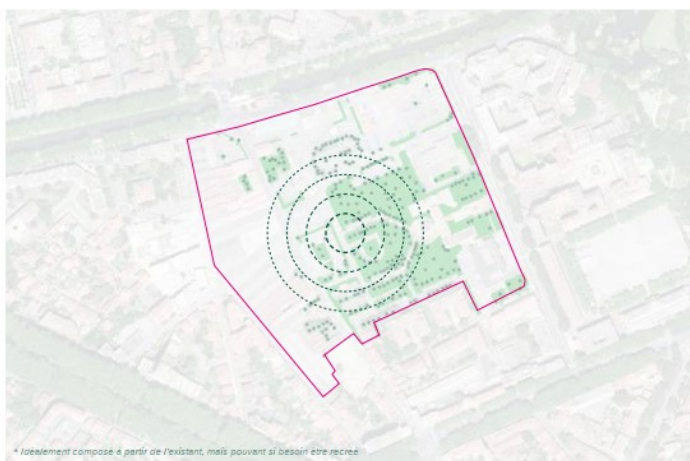 * Idéalement composé à partir de l'existant, mais pouvant si besoin être recréé